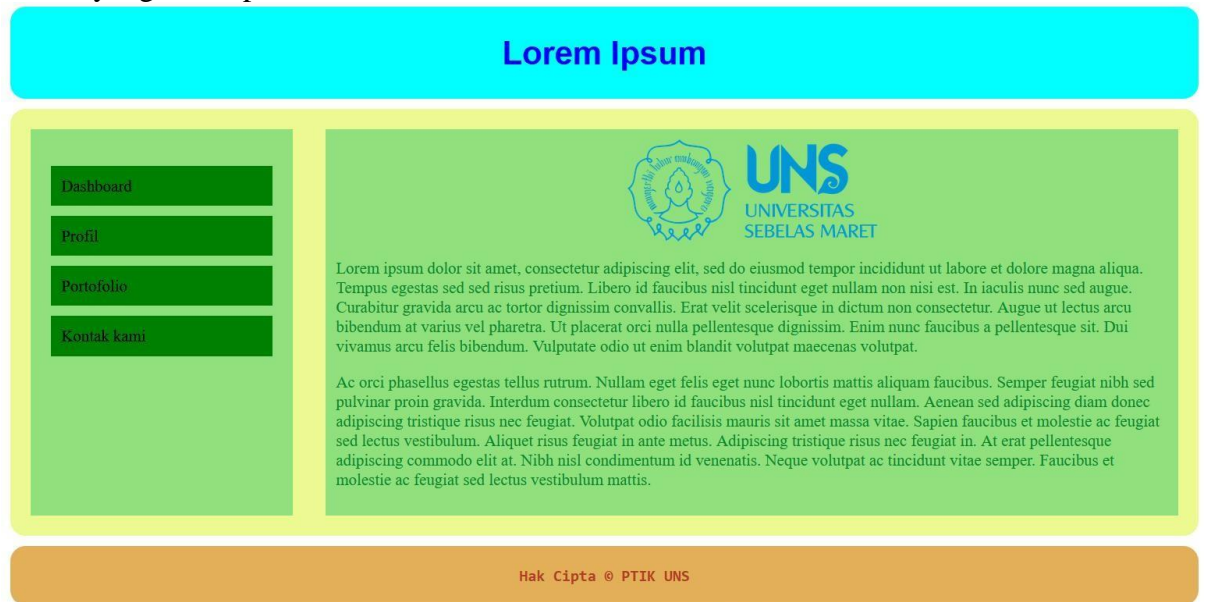 Lorem Ipsum
Dashboard
Profil
Portofolio
Kontak kami
UNS
UNIVERSITAS
SEBELAS MARET
Lorem ipsum dolor sit amet, consectetur adipiscing elit, sed do eiusmod tempor incididunt ut labore et dolore magna aliqua.
Tempus egestas sed sed risus pretium. Libero id faucibus nisl tincidunt eget nullam non nisi est. In iaculis nunc sed augue.
Curabitur gravida arcu ac tortor dignissim convallis. Erat velit scelerisque in dictum non consectetur. Augue ut lectus arcu
bibendum at varius vel pharetra. Ut placerat orci nulla pellentesque dignissim. Enim nunc faucibus a pellentesque sit. Dui
vivamus arcu felis bibendum. Vulputate odio ut enim blandit volutpat maecenas volutpat.
Ac orci phasellus egestas tellus rutrum. Nullam eget felis eget nunc lobortis mattis aliquam faucibus. Semper feugiat nibh sed
pulvinar proin gravida. Interdum consectetur libero id faucibus nisl tincidunt eget nullam. Aenean sed adipiscing diam donec
adipiscing tristique risus nec feugiat. Volutpat odio facilisis mauris sit amet massa vitae. Sapien faucibus et molestie ac feugiat
sed lectus vestibulum. Aliquet risus feugiat in ante metus. Adipiscing tristique risus nec feugiat in. At erat pellentesque
adipiscing commodo elit at. Nibh nisl condimentum id venenatis. Neque volutpat ac tincidunt vitae semper. Faucibus et
molestie ac feugiat sed lectus vestibulum mattis.
Hak Cipta © PTIK UNS